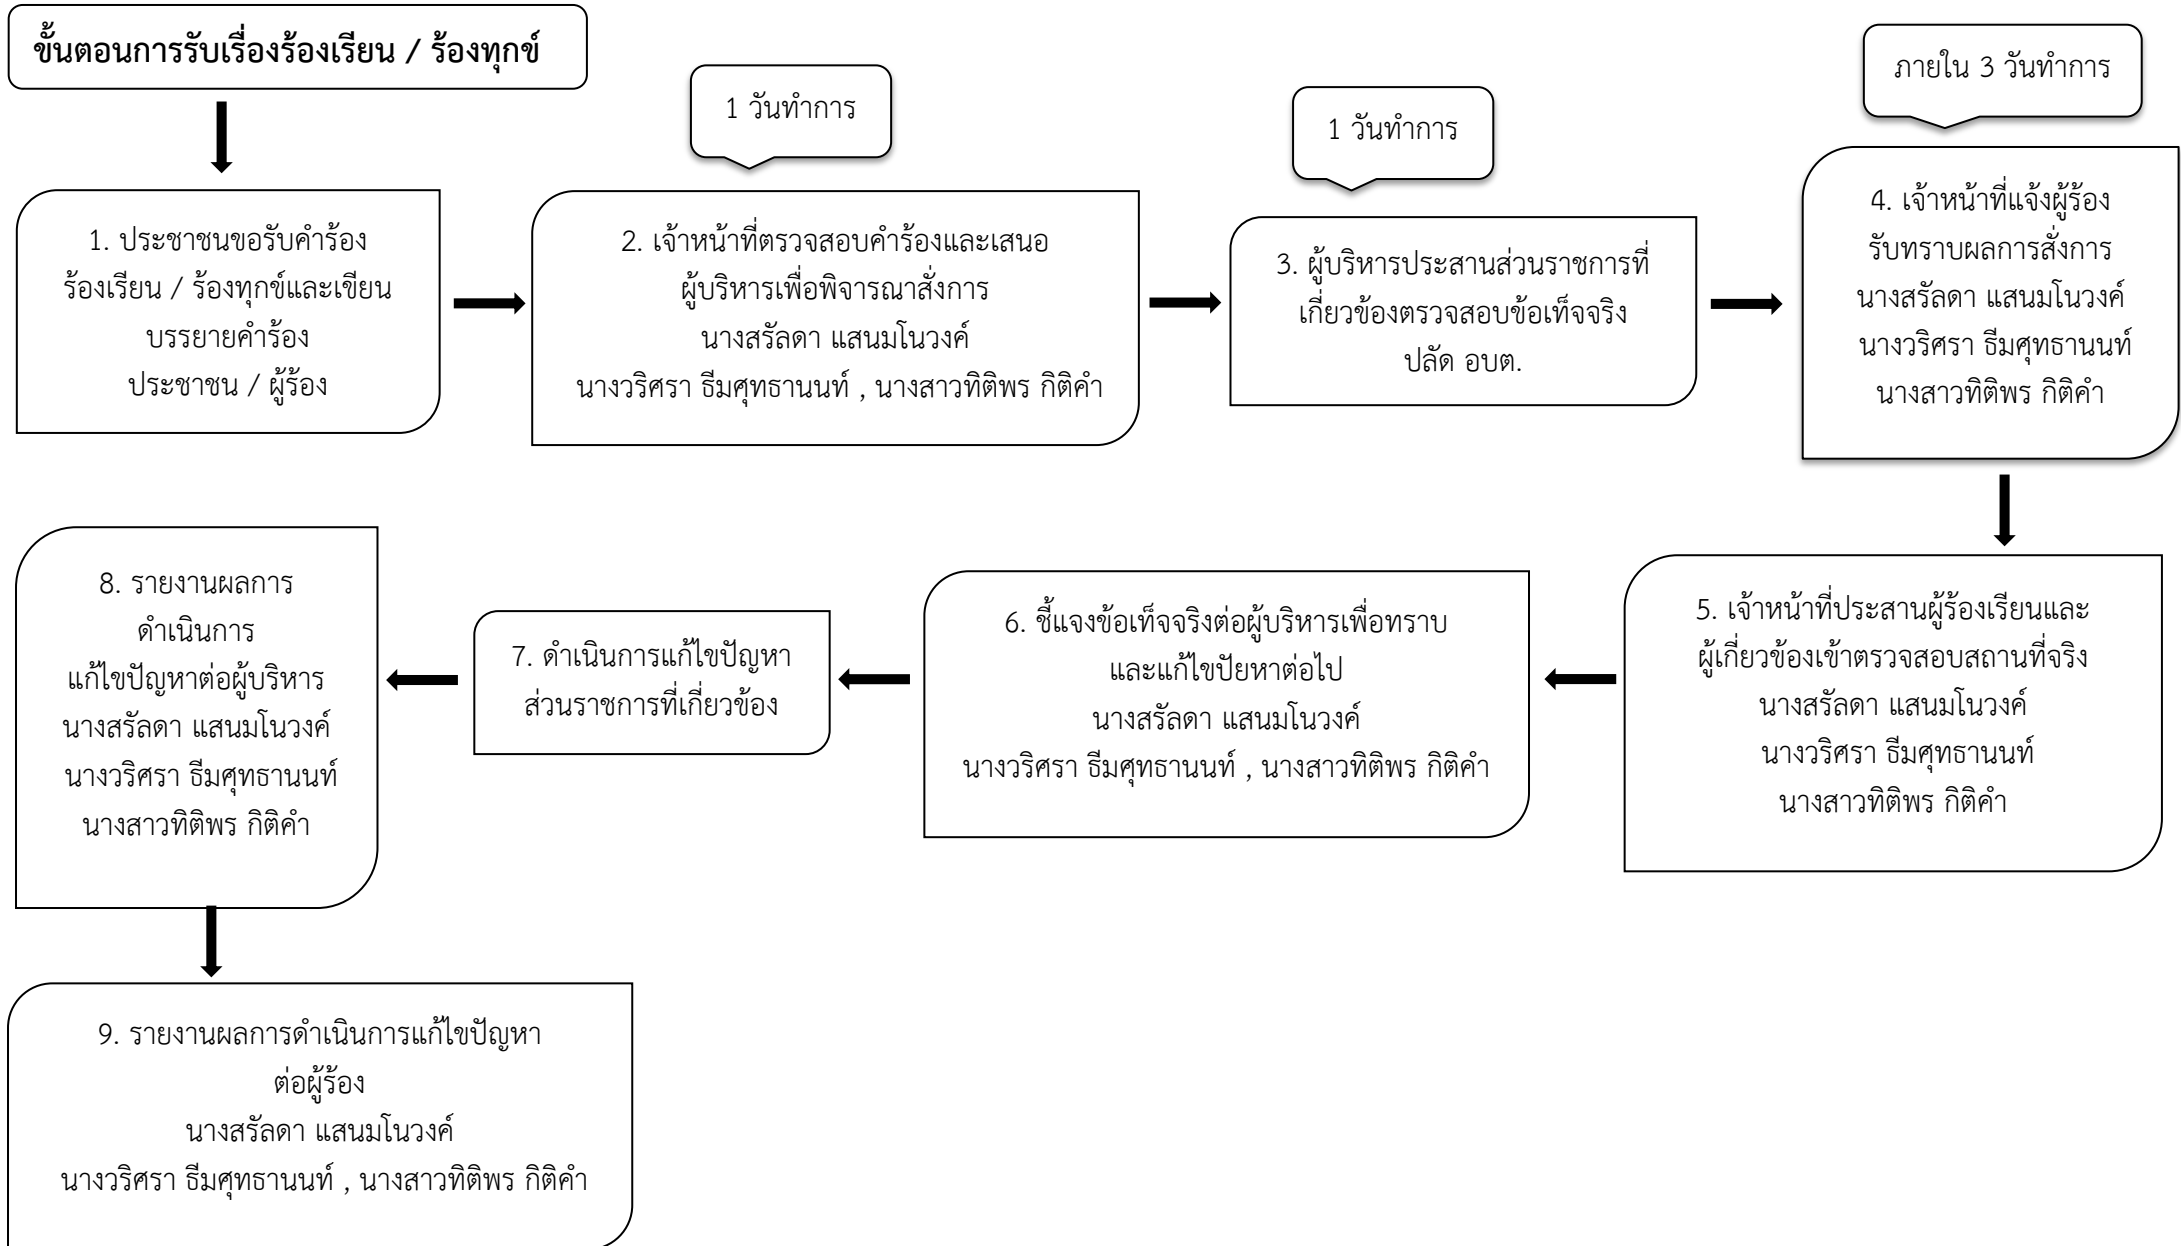 ขั้นตอนการรับเรื่องร้องเรียน / ร้องทุกข์
1. ประชาชนขอรับคำร้อง
ร้องเรียน / ร้องทุกข์และเขียน
บรรยายคำร้อง
ประชาชน / ผู้ร้อง
1 วันทำการ
2. เจ้าหน้าที่ตรวจสอบคำร้องและเสนอ
ผู้บริหารเพื่อพิจารณาสั่งการ
นางสรัลดา แสนมโนวงค์
นางวริศรา ธีมศุทธานนท์ , นางสาวทิติพร กิติคำ
1 วันทำการ
3. ผู้บริหารประสานส่วนราชการที่
เกี่ยวข้องตรวจสอบข้อเท็จจริง
ปลัด อบต.
ภายใน 3 วันทำการ
4. เจ้าหน้าที่แจ้งผู้ร้อง
รับทราบผลการสั่งการ
นางสรัลดา แสนมโนวงค์
นางวริศรา ธีมศุทธานนท์
นางสาวทิติพร กิติคำ
5. เจ้าหน้าที่ประสานผู้ร้องเรียนและ
ผู้เกี่ยวข้องเข้าตรวจสอบสถานที่จริง
นางสรัลดา แสนมโนวงค์
นางวริศรา ธีมศุทธานนท์
นางสาวทิติพร กิติคำ
6. ชี้แจงข้อเท็จจริงต่อผู้บริหารเพื่อทราบ
และแก้ไขปัยหาต่อไป
นางสรัลดา แสนมโนวงค์
นางวริศรา ธีมศุทธานนท์ , นางสาวทิติพร กิติคำ
7. ดำเนินการแก้ไขปัญหา
ส่วนราชการที่เกี่ยวข้อง
8. รายงานผลการ
ดำเนินการ
แก้ไขปัญหาต่อผู้บริหาร
นางสรัลดา แสนมโนวงค์
นางวริศรา ธีมศุทธานนท์
นางสาวทิติพร กิติคำ
9. รายงานผลการดำเนินการแก้ไขปัญหา
ต่อผู้ร้อง
นางสรัลดา แสนมโนวงค์
นางวริศรา ธีมศุทธานนท์ , นางสาวทิติพร กิติคำ